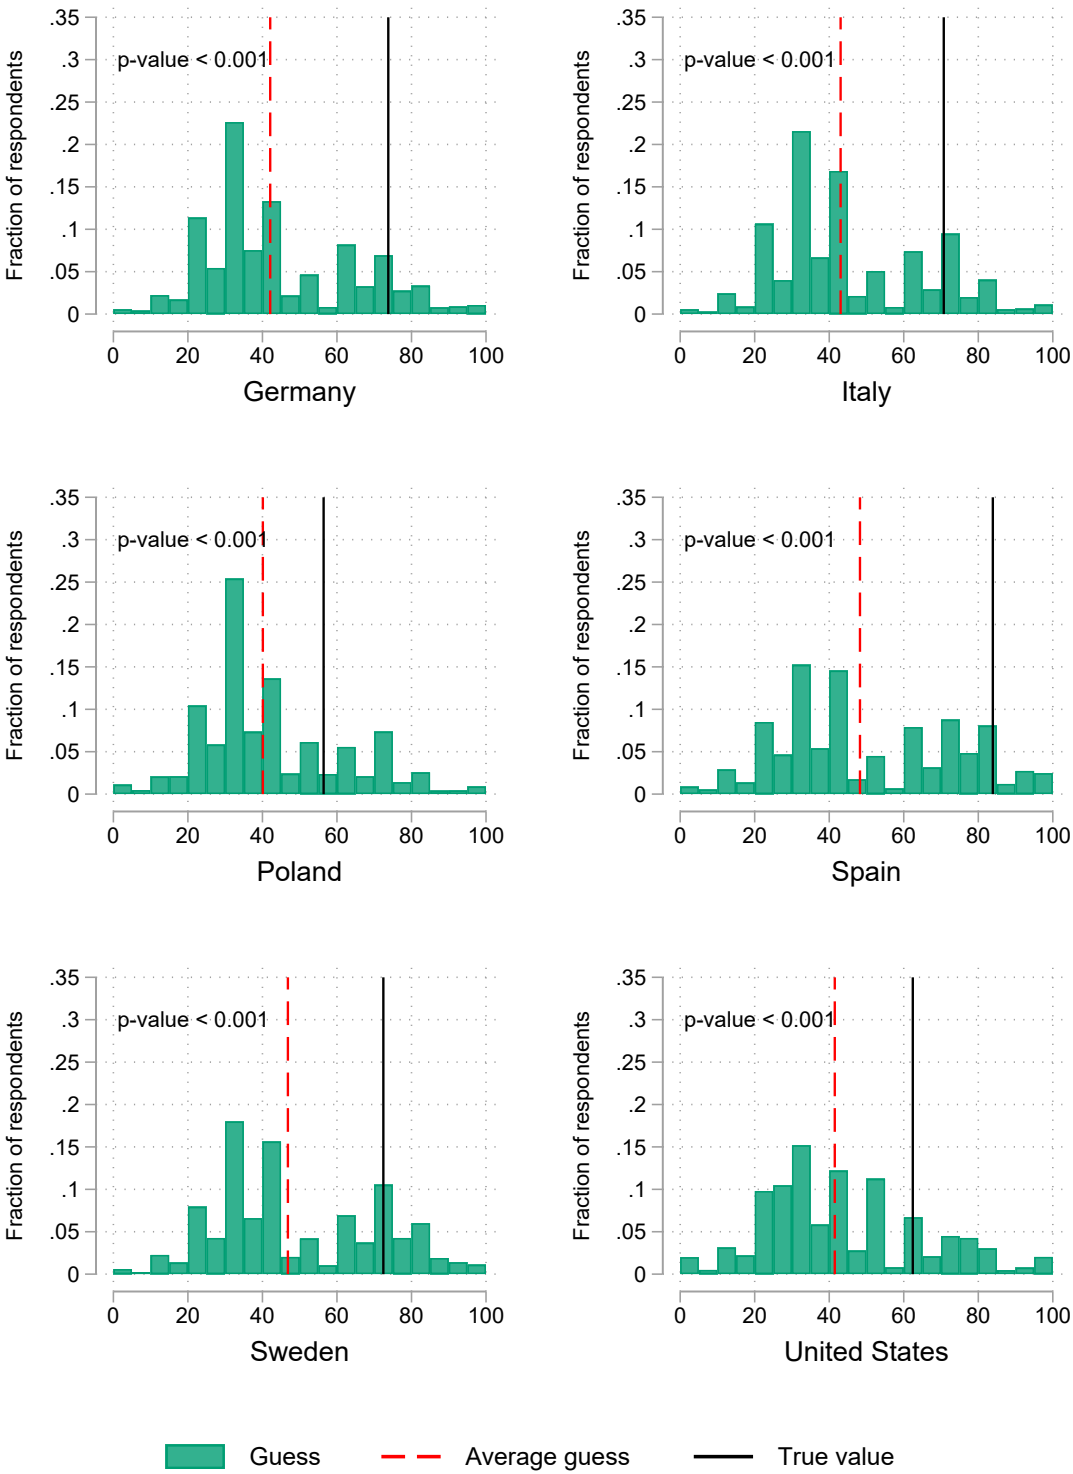 Fraction of respondents
.35
.3
.25
.2
.15
.1
.05
0
p-value < 0.001
0 20 40 60 80 100
Germany
Fraction of respondents
.35
.3
.25
.2
.15
.1
.05
0
p-value < 0.001
0 20 40 60 80 100
Italy
Fraction of respondents
.35
.3
.25
.2
.15
.1
.05
0
p-value < 0.001
0 20 40 60 80 100
Poland
Fraction of respondents
.35
.3
.25
.2
.15
.1
.05
0
p-value < 0.001
0 20 40 60 80 100
Spain
Fraction of respondents
.35
.3
.25
.2
.15
.1
.05
0
p-value < 0.001
0 20 40 60 80 100
Sweden
Fraction of respondents
.35
.3
.25
.2
.15
.1
.05
0
p-value < 0.001
0 20 40 60 80 100
United States
Guess Average guess True value